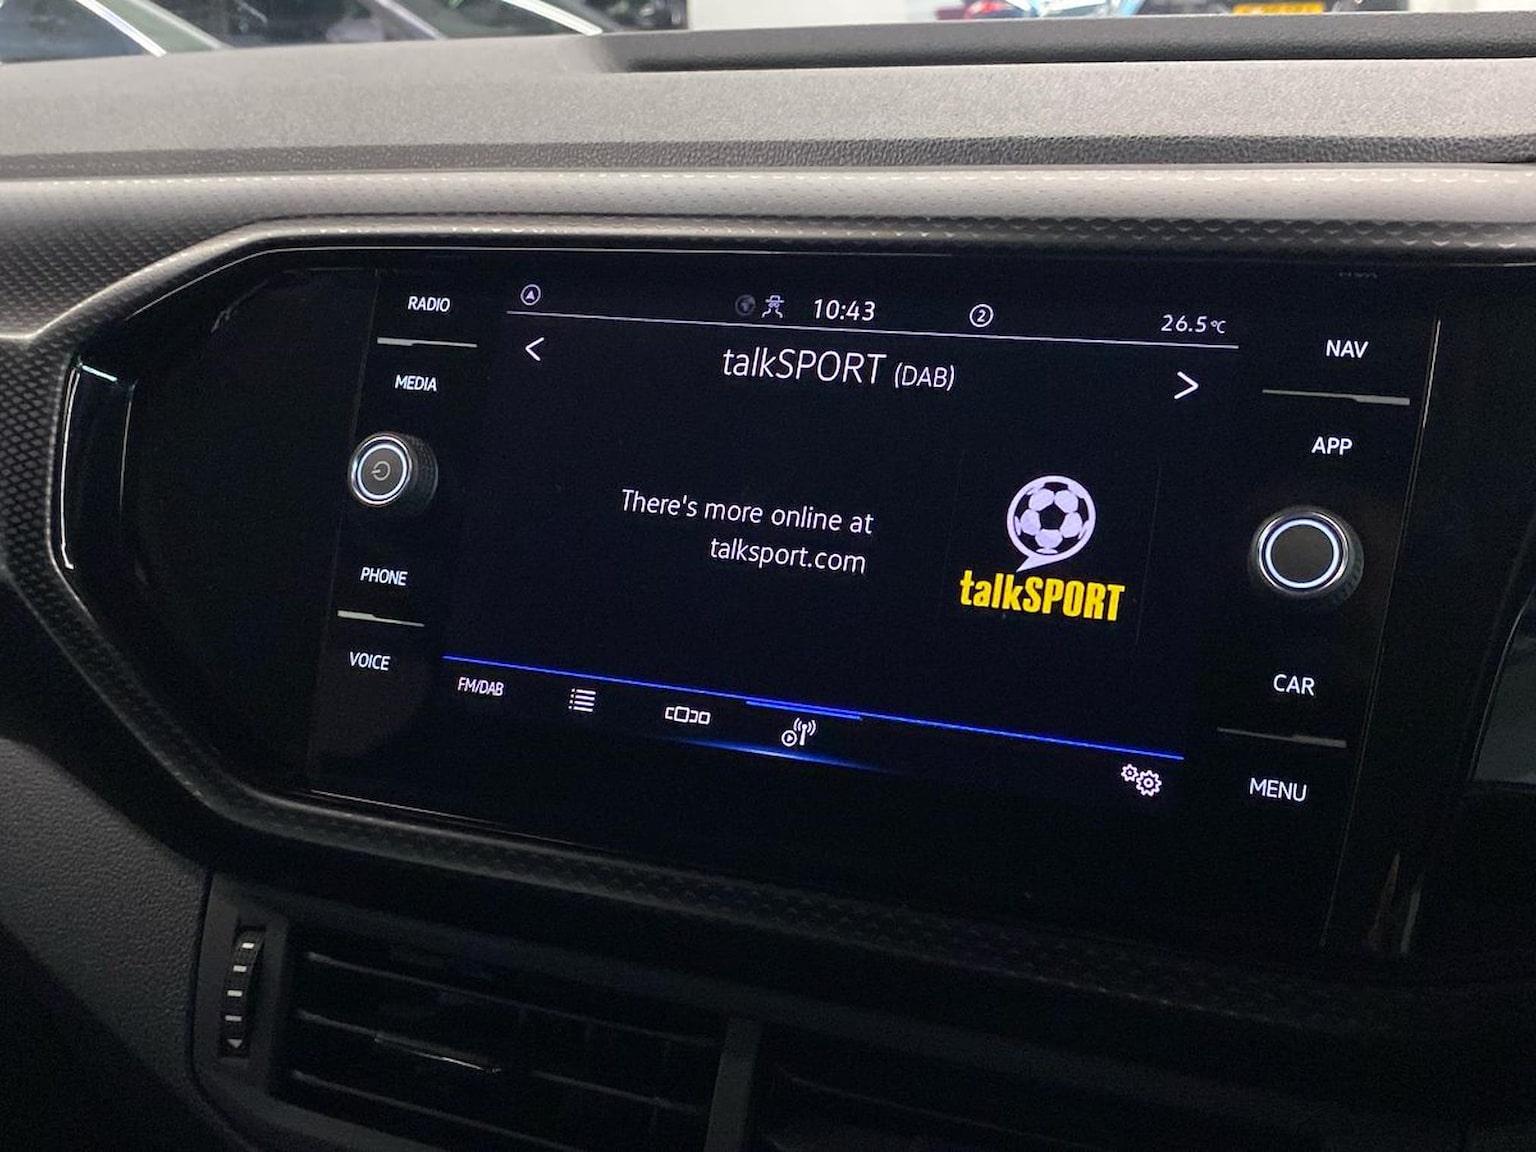 RADIO
MEDIA
PHONE
VOICE
10:43
2
26.5°C
talkSPORT (DAB)
There's more online at
talksport.com
talkSPORT
FM/DAB
NAV
APP
CAR
MENU